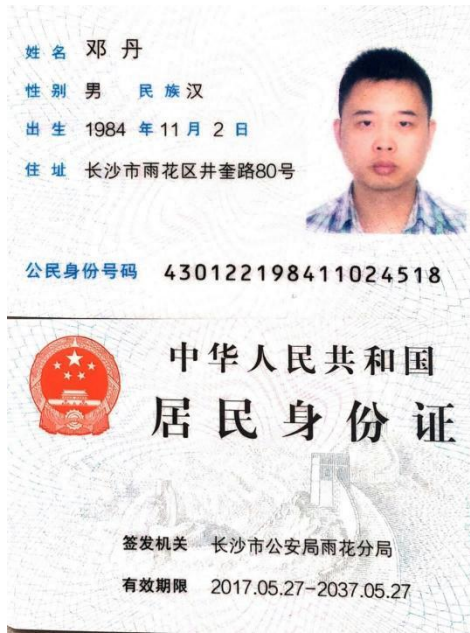 姓 名 邓 丹
性 别 男 民 族 汉
出 生 1984 年 11 月 2 日
住 址 长沙市雨花区井奎路80号
公民身份号码 430122198411024518
中华人民共和国
居民身份证
签发机关 长沙市公安局雨花分局
有效期限 2017.05.27-2037.05.27